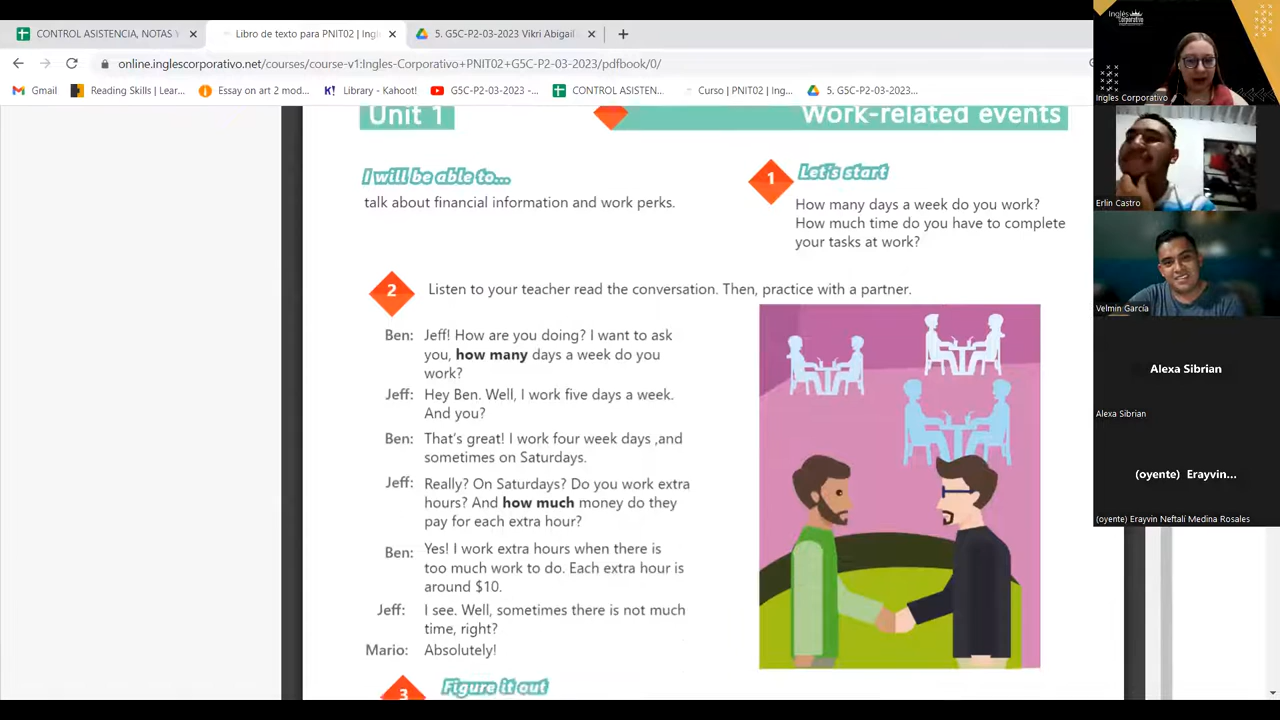 CONTROL ASISTENCIA, NOTAS
Libro de texto para PNIT02 | Ingl
5. G5C-P2-03-2023 Vikri Abigail
online.inglescorporativo.net/courses/course-v1:Ingles-Corporativo+PNIT02+G5C-P2-03-2023/pdfbook/0/
Gmail
Reading Skills | Lear...
Essay on art 2 mod...
Library - Kahoot!
G5C-P2-03-2023 -...
CONTROL ASISTEN...
Curso | PNIT02 | Ing...
5. G5C-P2-03-2023...
Unit 1
Work-related events
I will be able to...
talk about financial information and work perks.
1
Let's start
How many days a week do you work?
How much time do you have to complete
your tasks at work?
2
Listen to your teacher read the conversation. Then, practice with a partner.
Ben: Jeff! How are you doing? I want to ask
you, how many days a week do you
work?
Jeff: Hey Ben. Well, I work five days a week.
And you?
Ben: That's great! I work four week days ,and
sometimes on Saturdays.
Jeff: Really? On Saturdays? Do you work extra
hours? And how much money do they
pay for each extra hour?
Ben: Yes! I work extra hours when there is
too much work to do. Each extra hour is
around $10.
Jeff: I see. Well, sometimes there is not much
time, right?
Mario: Absolutely!
3
Figure it out
Inglés
Corporativo
Ingles Corporativo
Erlin Castro
Velmin García
Alexa Sibrian
Alexa Sibrian
(oyente) Erayvin...
(oyente) Erayvin Neftalí Medina Rosales